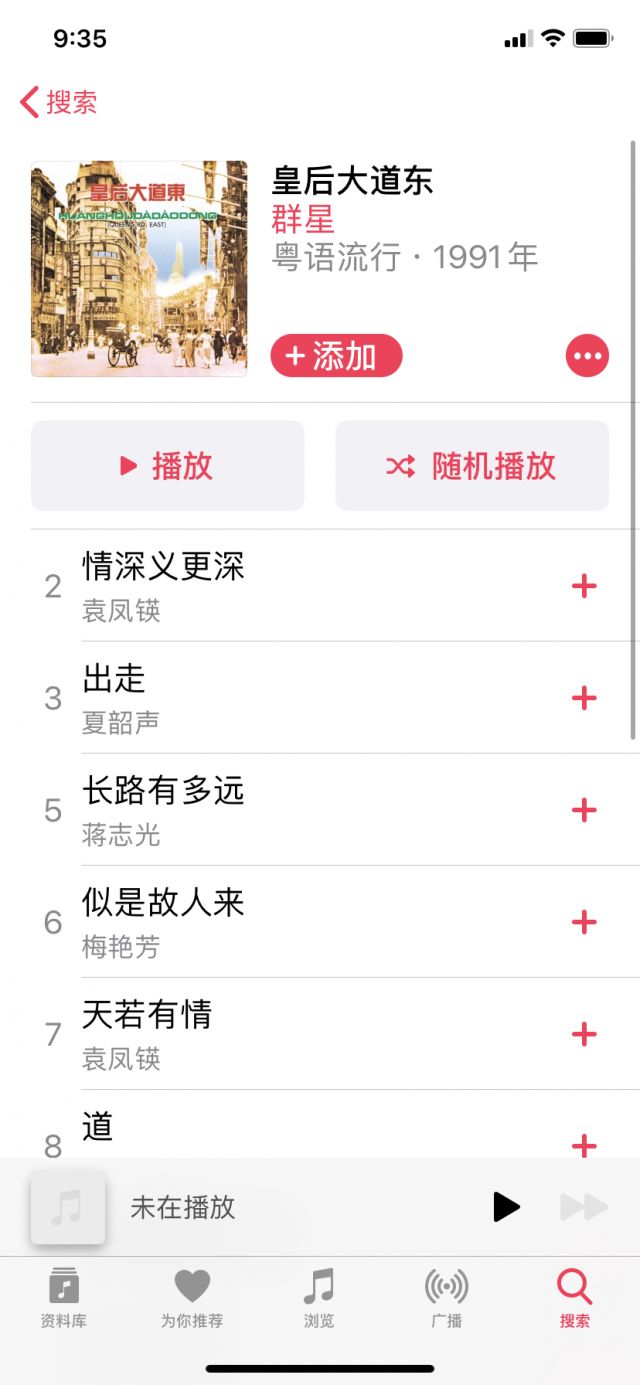 9:35
搜索
皇后大道東
HUANGHOUDADAODONG
(QUEEN'S RD. EAST)
皇后大道东
群星
粤语流行 · 1991年
+ 添加
播放
随机播放
2
情深义更深
袁凤锳
3
出走
夏韶声
5
长路有多远
蒋志光
6
似是故人来
梅艳芳
7
天若有情
袁凤锳
8
道
未在播放
资料库
为你推荐
浏览
广播
搜索